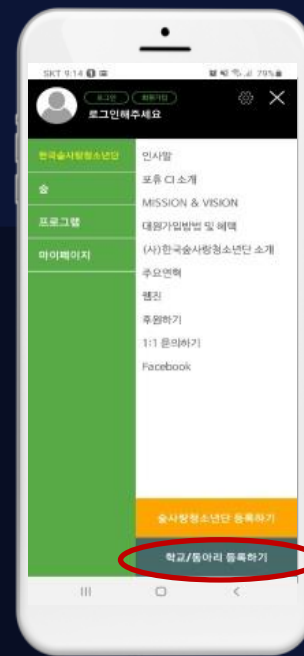 SKT 9:14
79%
로그인
회원가입
로그인해주세요
한국숲사랑청소년단
숲
프로그램
마이페이지
인사말
포휴 CI 소개
MISSION & VISION
대원가입방법 및 혜택
(사)한국숲사랑청소년단 소개
주요연혁
웹진
후원하기
1:1 문의하기
Facebook
숲사랑청소년단 등록하기
학교/동아리 등록하기